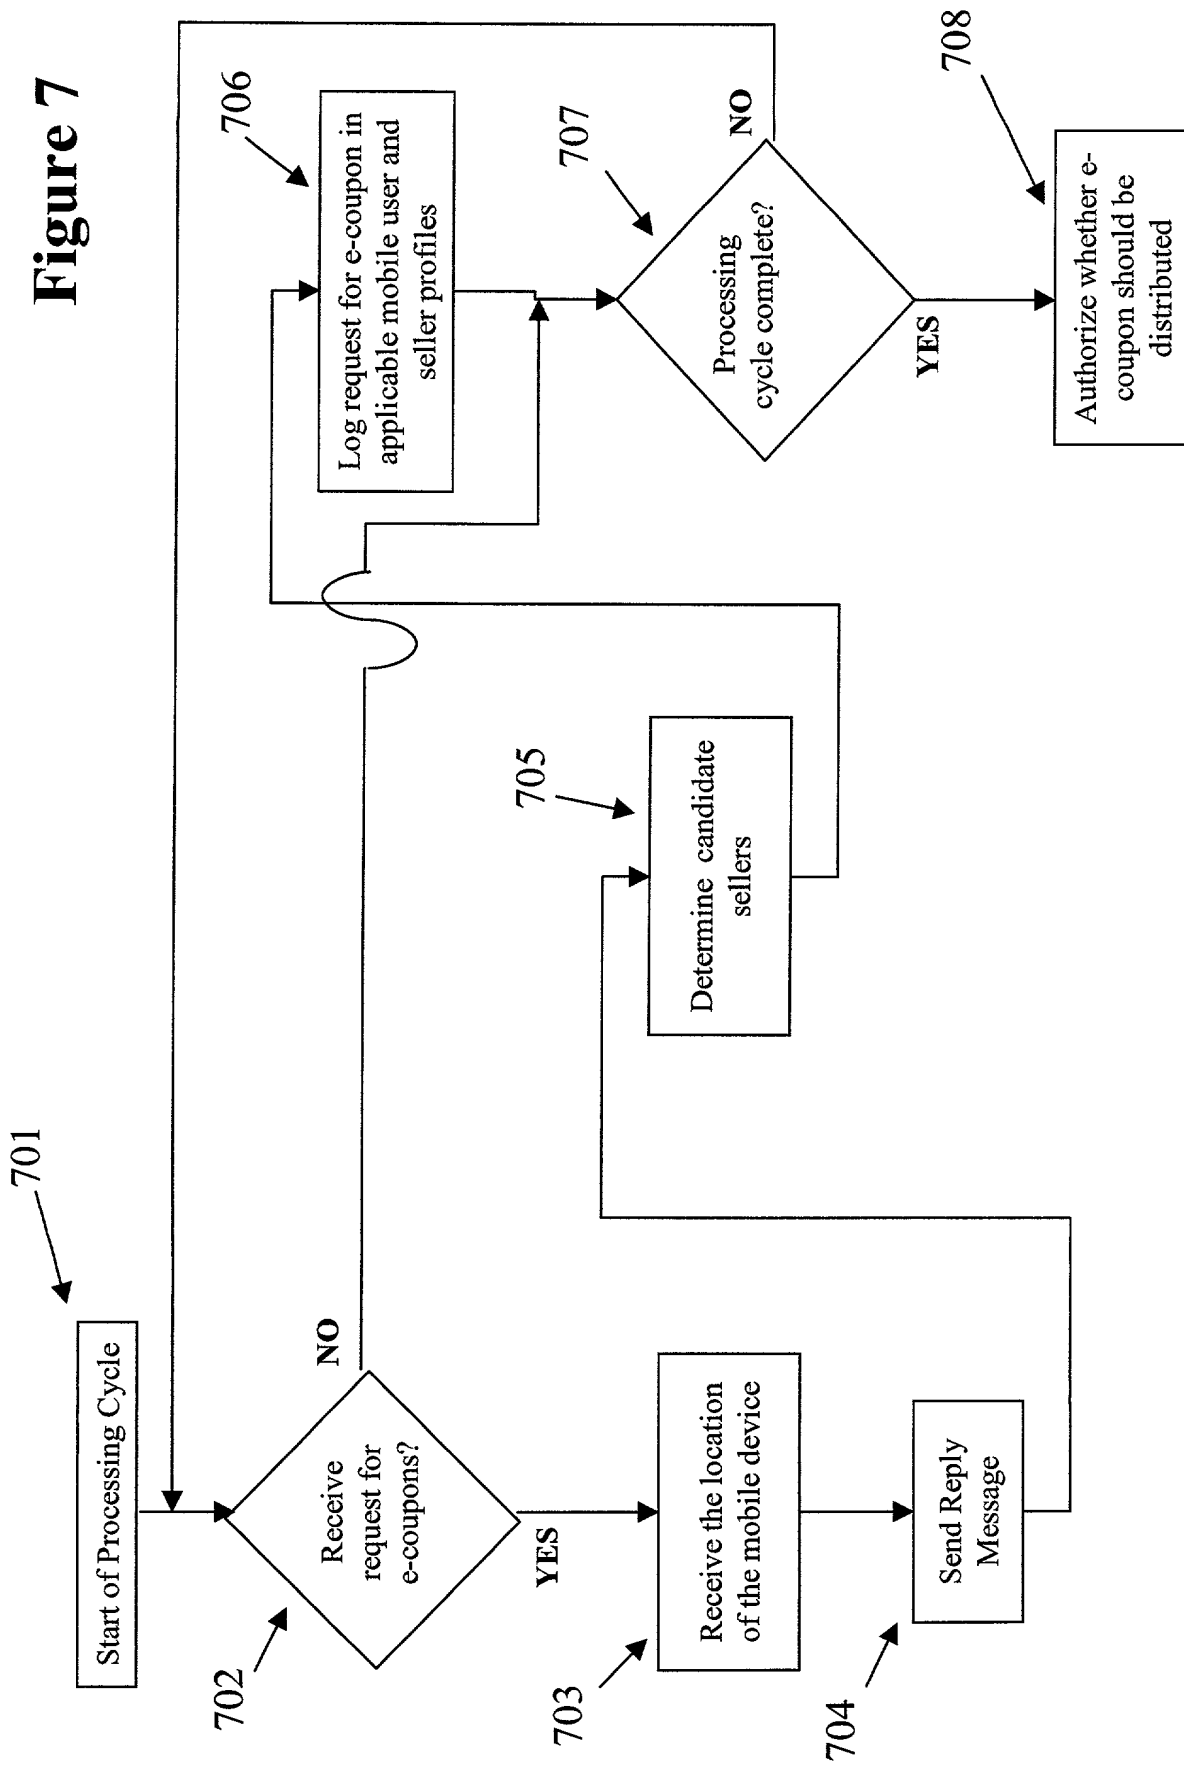 Figure 7
701
Start of Processing Cycle
702
Receive
request for
e-coupons?
NO
YES
703
Receive the location
of the mobile device
704
Send Reply
Message
705
Determine candidate
sellers
706
Log request for e-coupon in
applicable mobile user and
seller profiles
707
Processing
cycle complete?
NO
YES
708
Authorize whether e-
coupon should be
distributed